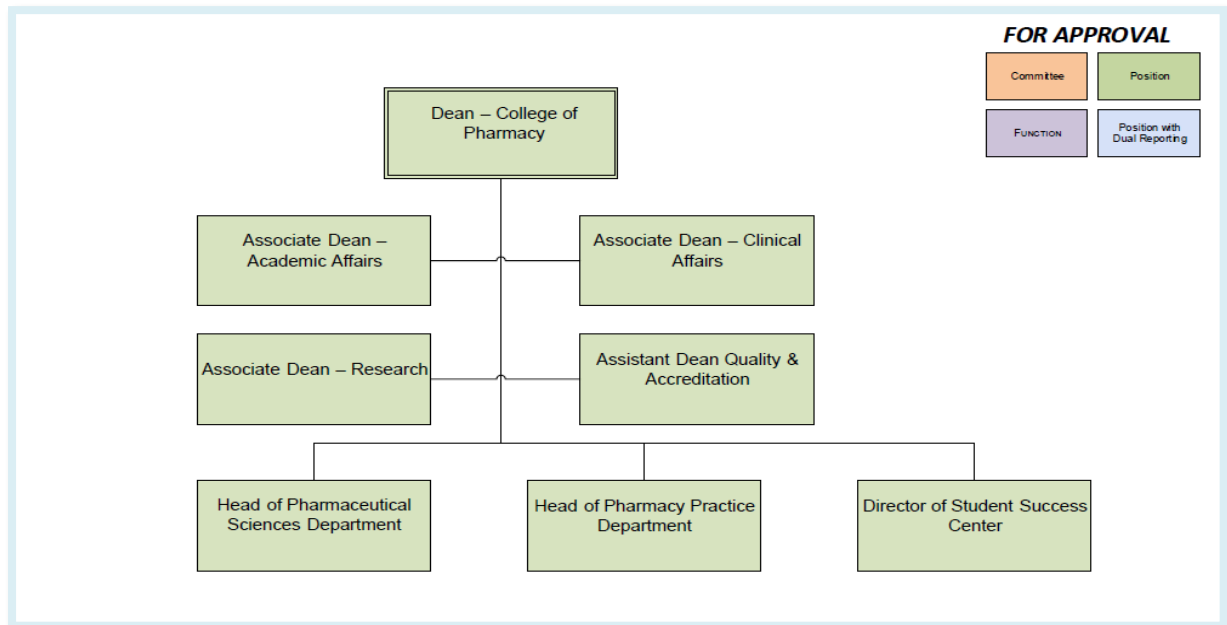 FOR APPROVAL
Committee
Position
FUNCTION
Position with
Dual Reporting
Dean – College of
Pharmacy
Associate Dean –
Academic Affairs
Associate Dean – Clinical
Affairs
Associate Dean – Research
Assistant Dean Quality &
Accreditation
Head of Pharmaceutical
Sciences Department
Head of Pharmacy Practice
Department
Director of Student Success
Center